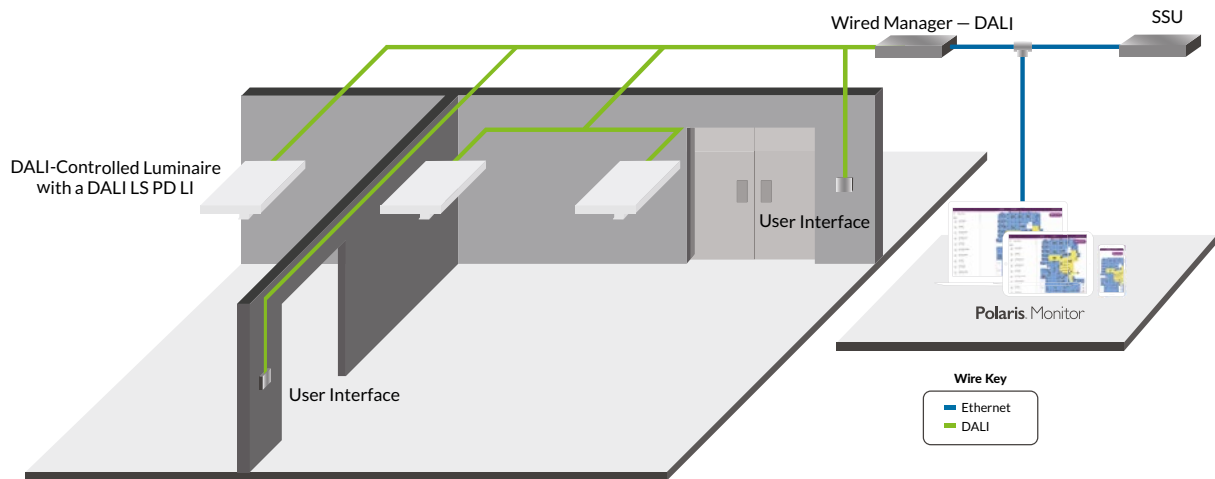 Wired Manager — DALI
SSU
DALI-Controlled Luminaire
with a DALI LS PD LI
User Interface
Polaris. Monitor
User Interface
Wire Key
Ethernet
DALI